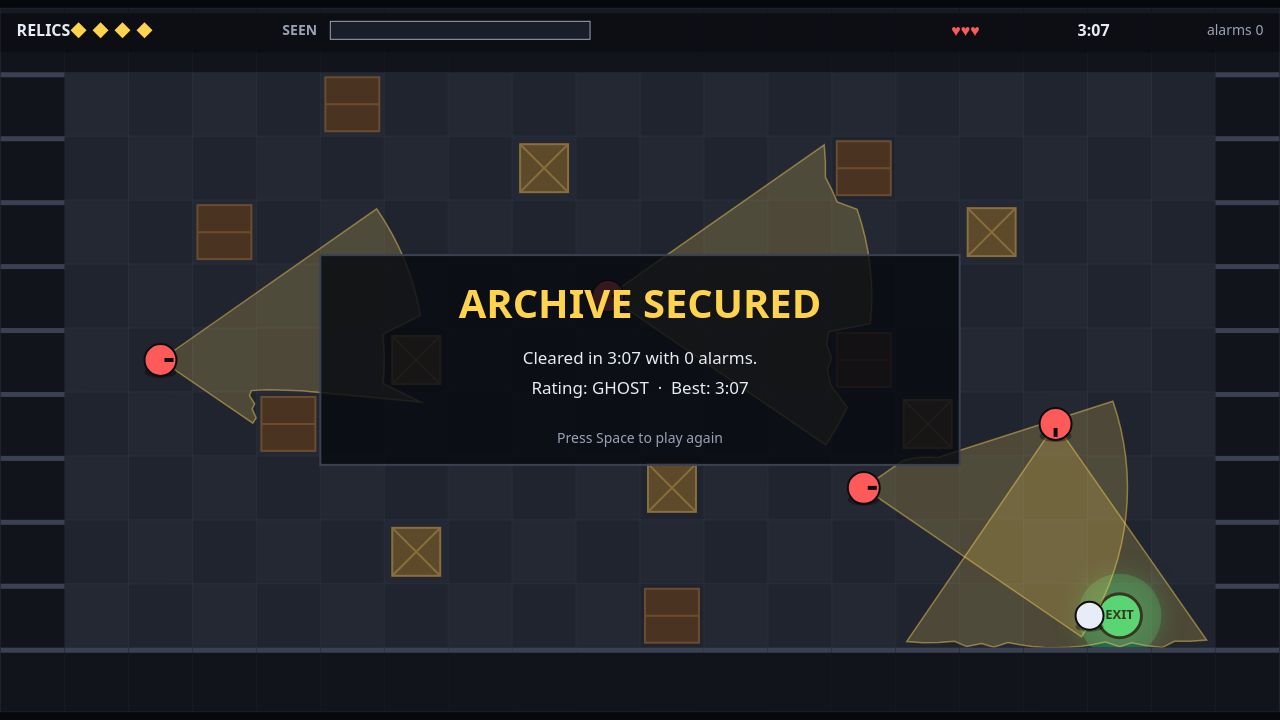 RELICS
SEEN
3:07
alarms 0
ARCHIVE SECURED
Cleared in 3:07 with 0 alarms.
Rating: GHOST · Best: 3:07
Press Space to play again
EXIT